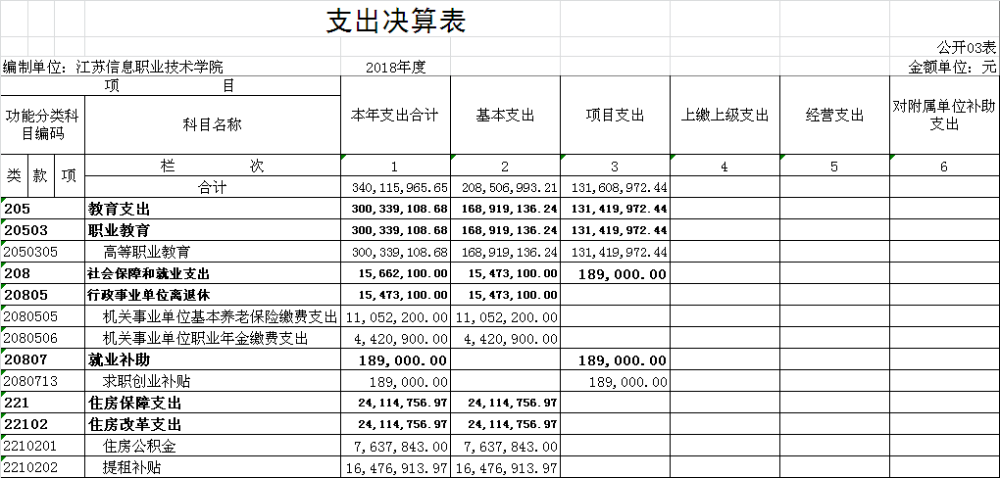 支出决算表
公开03表
编制单位：江苏信息职业技术学院 2018年度 金额单位：元
项 目 本年支出合计 基本支出 项目支出 上缴上级支出 经营支出 对附属单位补助支出
功能分类科目编码 科目名称
类 款 项 栏 次 1 2 3 4 5 6
合计 340,115,965.65 208,506,993.21 131,608,972.44
205 教育支出 300,339,108.68 168,919,136.24 131,419,972.44
20503 职业教育 300,339,108.68 168,919,136.24 131,419,972.44
2050305 高等职业教育 300,339,108.68 168,919,136.24 131,419,972.44
208 社会保障和就业支出 15,662,100.00 15,473,100.00 189,000.00
20805 行政事业单位离退休 15,473,100.00 15,473,100.00
2080505 机关事业单位基本养老保险缴费支出 11,052,200.00 11,052,200.00
2080506 机关事业单位职业年金缴费支出 4,420,900.00 4,420,900.00
20807 就业补助 189,000.00 189,000.00
2080713 求职创业补贴 189,000.00 189,000.00
221 住房保障支出 24,114,756.97 24,114,756.97
22102 住房改革支出 24,114,756.97 24,114,756.97
2210201 住房公积金 7,637,843.00 7,637,843.00
2210202 提租补贴 16,476,913.97 16,476,913.97